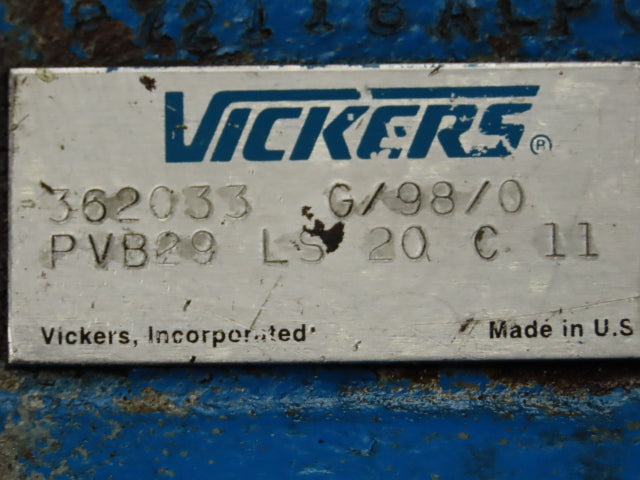 VICKERS®
362033 G/98/0
PVB29 LS 20 C 11
Vickers, Incorporated
Made in U.S